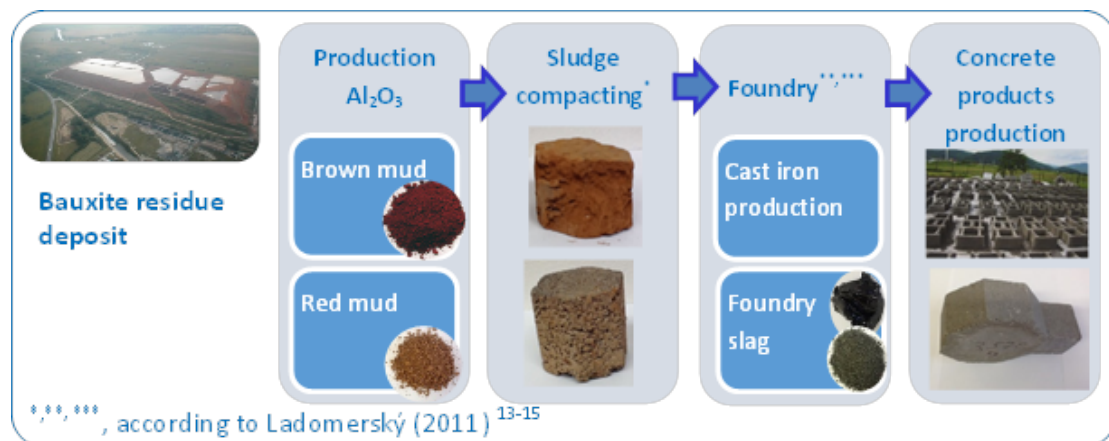 Bauxite residue
deposit
Production
Al₂O₃
Brown mud
Red mud
Sludge
compacting*
Foundry**,***
Cast iron
production
Foundry
slag
Concrete
products
production
*,**,***, according to Ladomerský (2011) 13-15